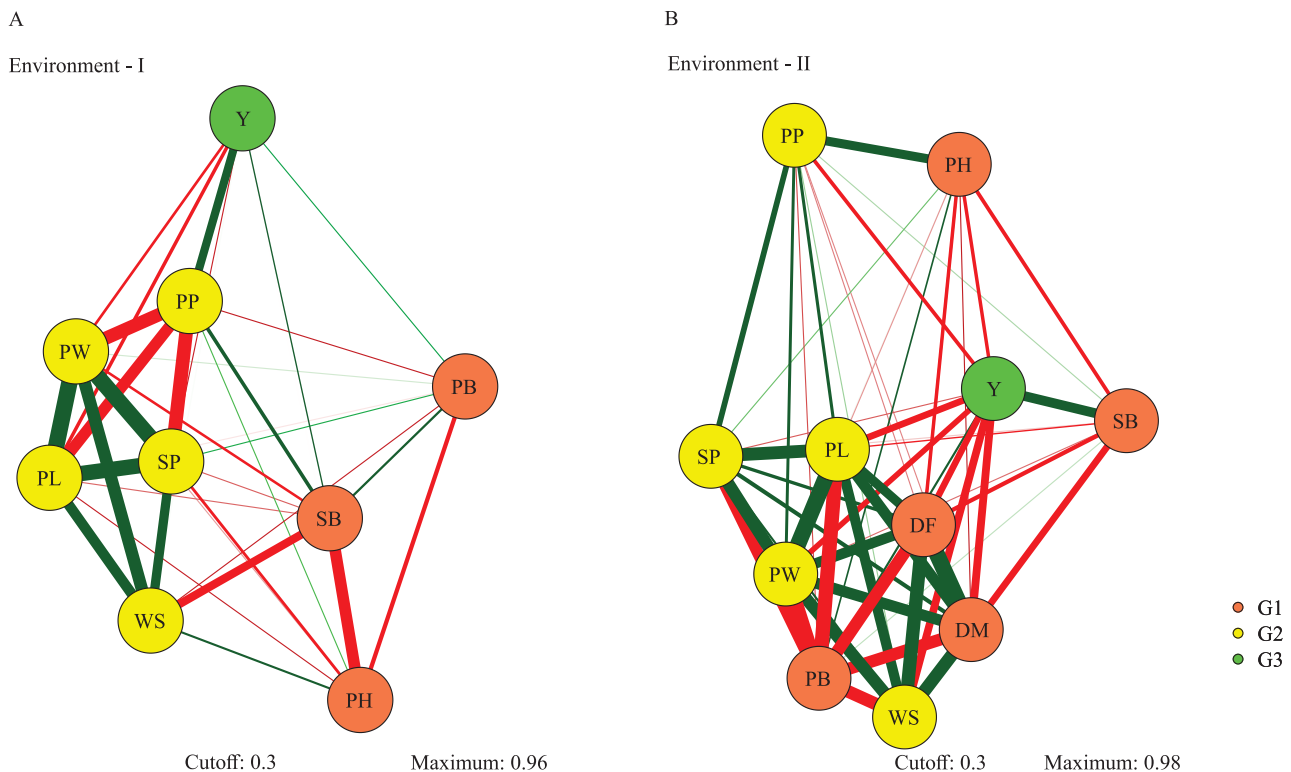 A
Environment - I
Y
PP
PW
PB
SP
PL
SB
WS
PH
Cutoff: 0.3
Maximum: 0.96
B
Environment - II
PP
PH
Y
SB
PL
SP
DF
PW
DM
PB
WS
Cutoff: 0.3
Maximum: 0.98
G1
G2
G3